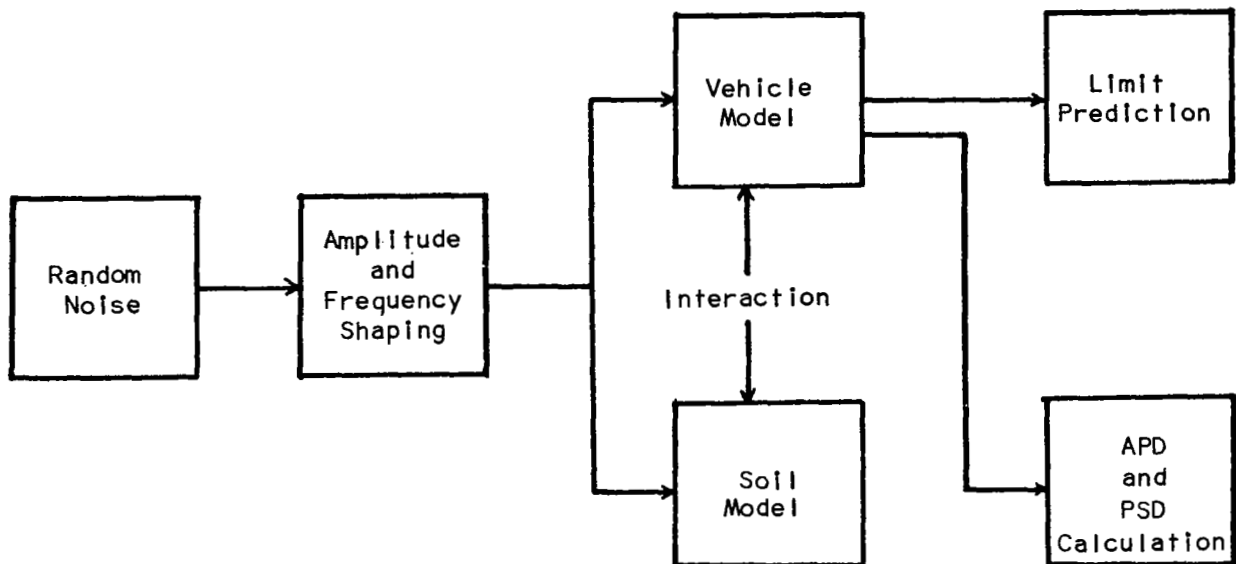 Random
Noise
Amplitude
and
Frequency
Shaping
Vehicle
Model
Interaction
Soil
Model
Limit
Prediction
APD
and
PSD
Calculation